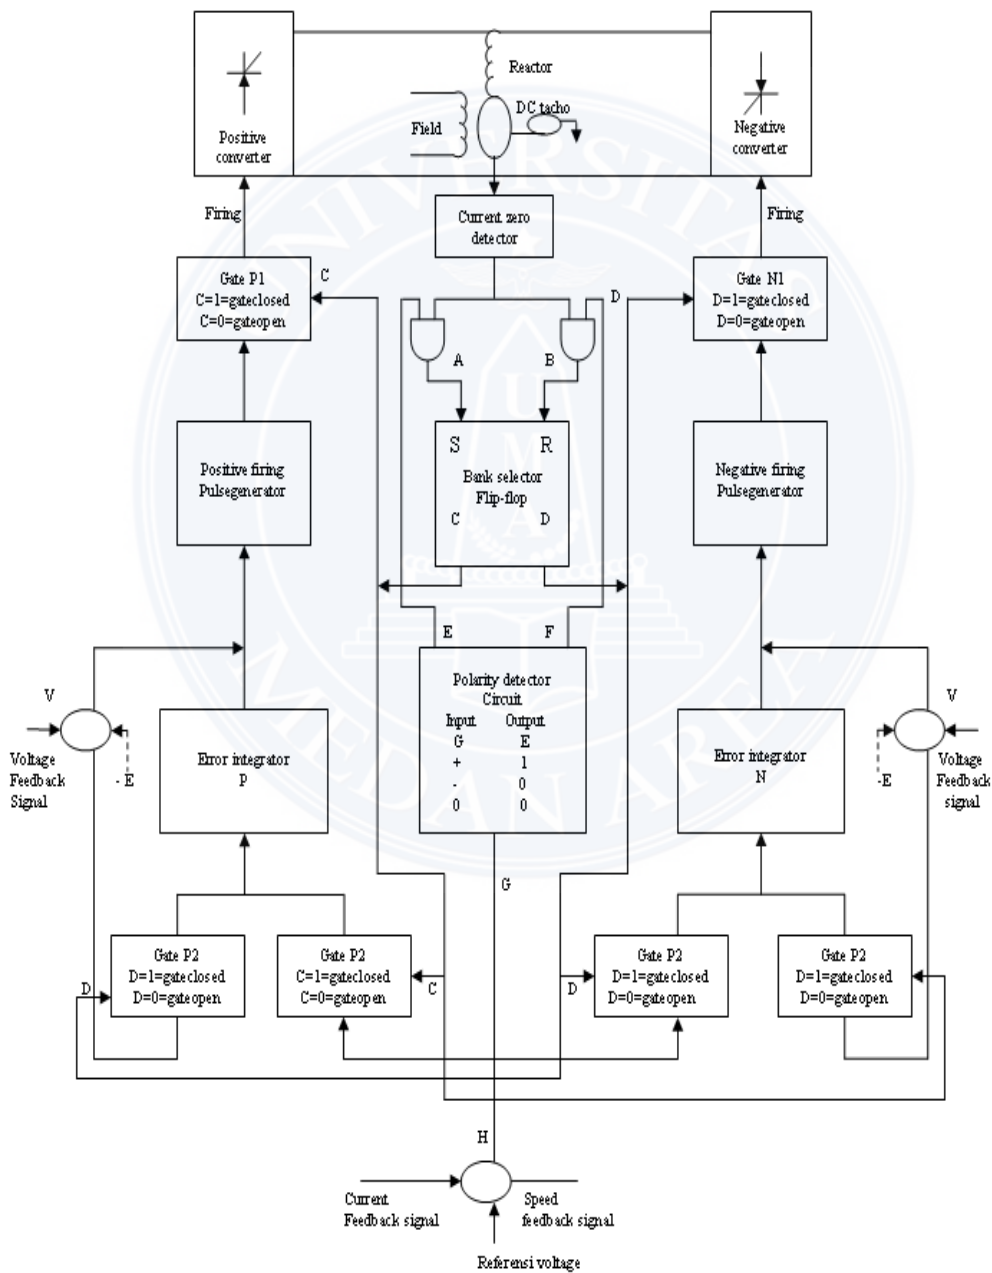 Reactor
DC tacho
Field
Positive
converter
Negative
converter
Firing
Firing
Current zero
detector
Gate P1
C=1=gateclosed
C=0=gateopen
C
D
Gate N1
D=1=gateclosed
D=0=gateopen
A
B
S R
Bank selector
Flip-flop
C D
Positive firing
Pulsegenerator
Negative firing
Pulsegenerator
E F
Polarity detector
Circuit
Input Output
G E
+ 1
- 0
0 0
V
Voltage
Feedback
Signal
- E
Error integrator
P
Error integrator
N
V
-E
Voltage
Feedback
signal
G
Gate P2
D=1=gateclosed
D=0=gateopen
D
Gate P2
C=1=gateclosed
C=0=gateopen
C
Gate P2
D=1=gateclosed
D=0=gateopen
D
Gate P2
D=1=gateclosed
D=0=gateopen
H
Current
Feedback signal
Speed
feedback signal
Referensi voltage
UNIVERSITAS
MEDAN AREA
U
M
A